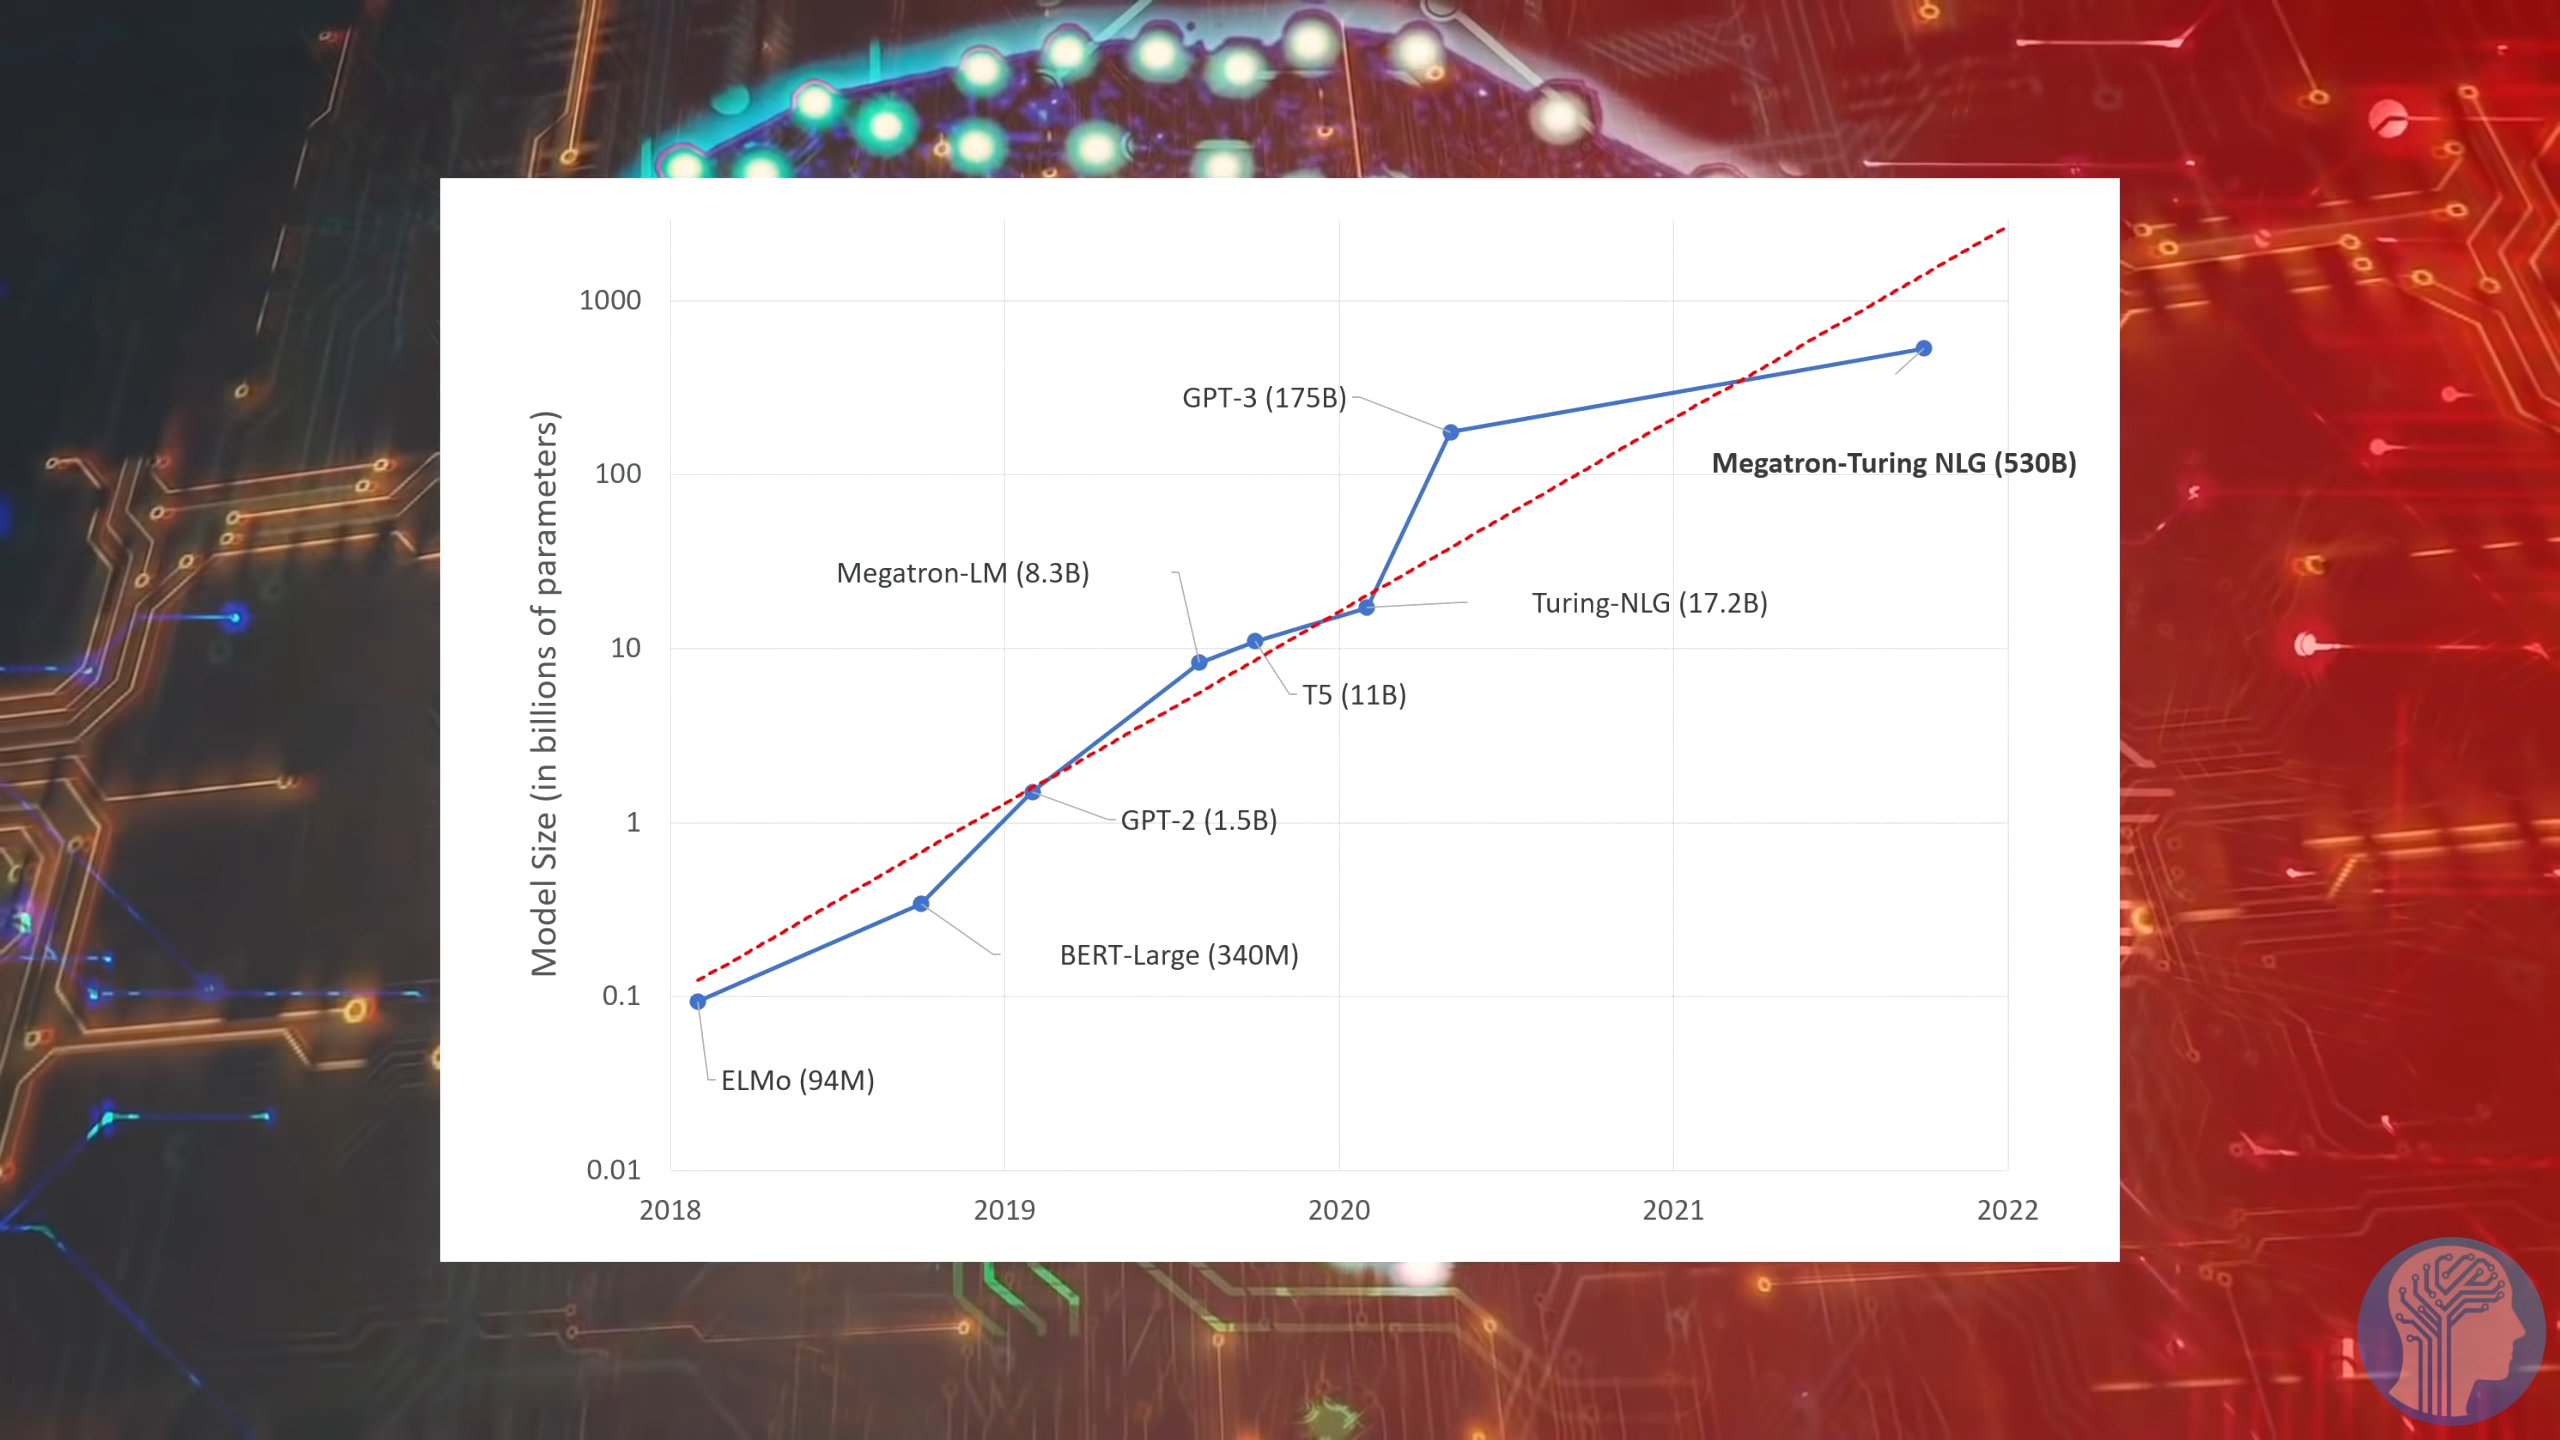 1000
GPT-3 (175B)
Megatron-Turing NLG (530B)
100
Megatron-LM (8.3B)
Turing-NLG (17.2B)
10
T5 (11B)
GPT-2 (1.5B)
1
BERT-Large (340M)
0.1
ELMo (94M)
0.01
2018 2019 2020 2021 2022
Model Size (in billions of parameters)